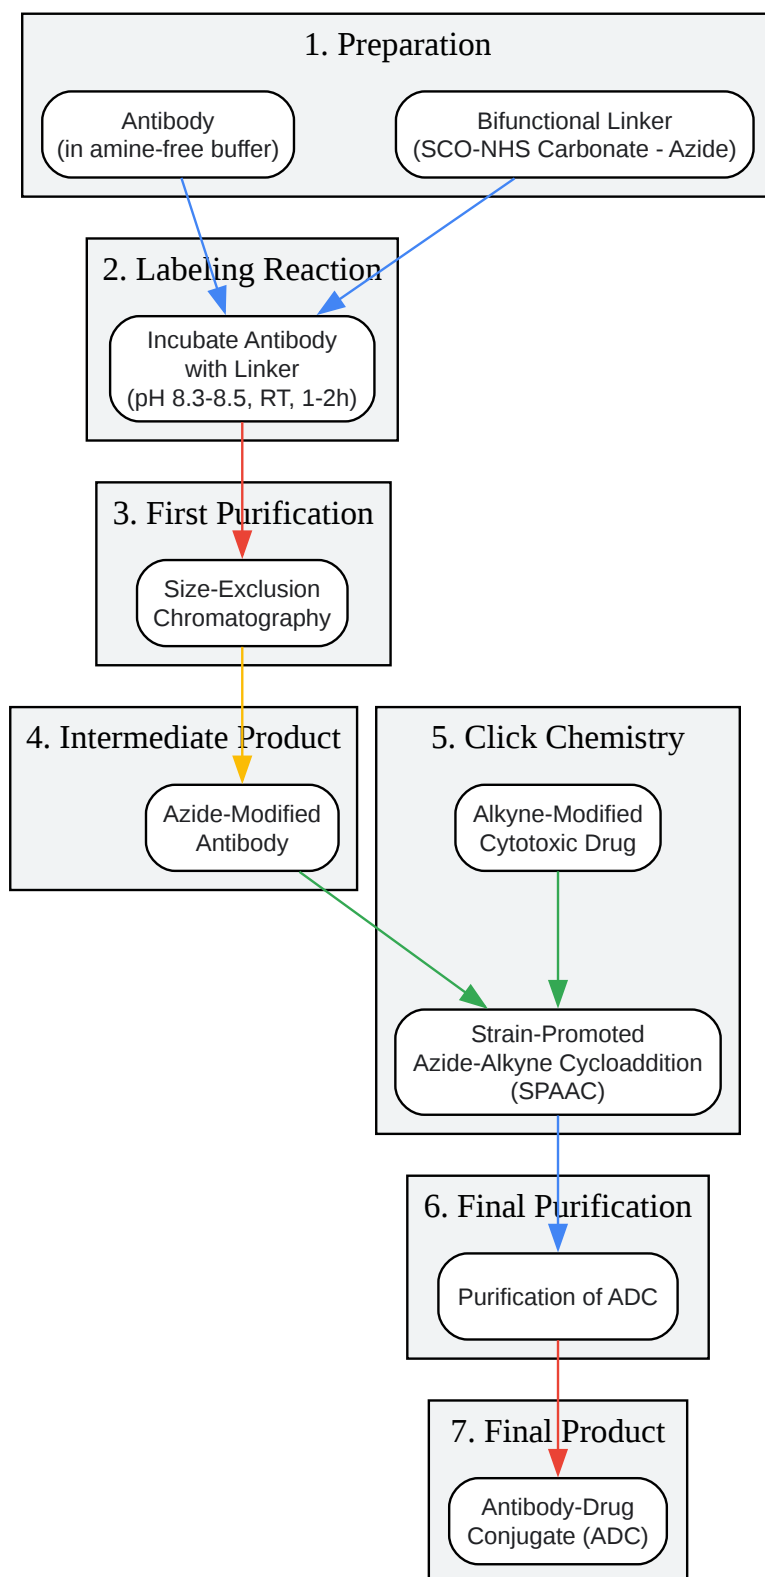 1. Preparation
Antibody
(in amine-free buffer)
Bifunctional Linker
(SCO-NHS Carbonate - Azide)
2. Labeling Reaction
Incubate Antibody
with Linker
(pH 8.3-8.5, RT, 1-2h)
3. First Purification
Size-Exclusion
Chromatography
4. Intermediate Product
Azide-Modified
Antibody
5. Click Chemistry
Alkyne-Modified
Cytotoxic Drug
Strain-Promoted
Azide-Alkyne Cycloaddition
(SPAAC)
6. Final Purification
Purification of ADC
7. Final Product
Antibody-Drug
Conjugate (ADC)